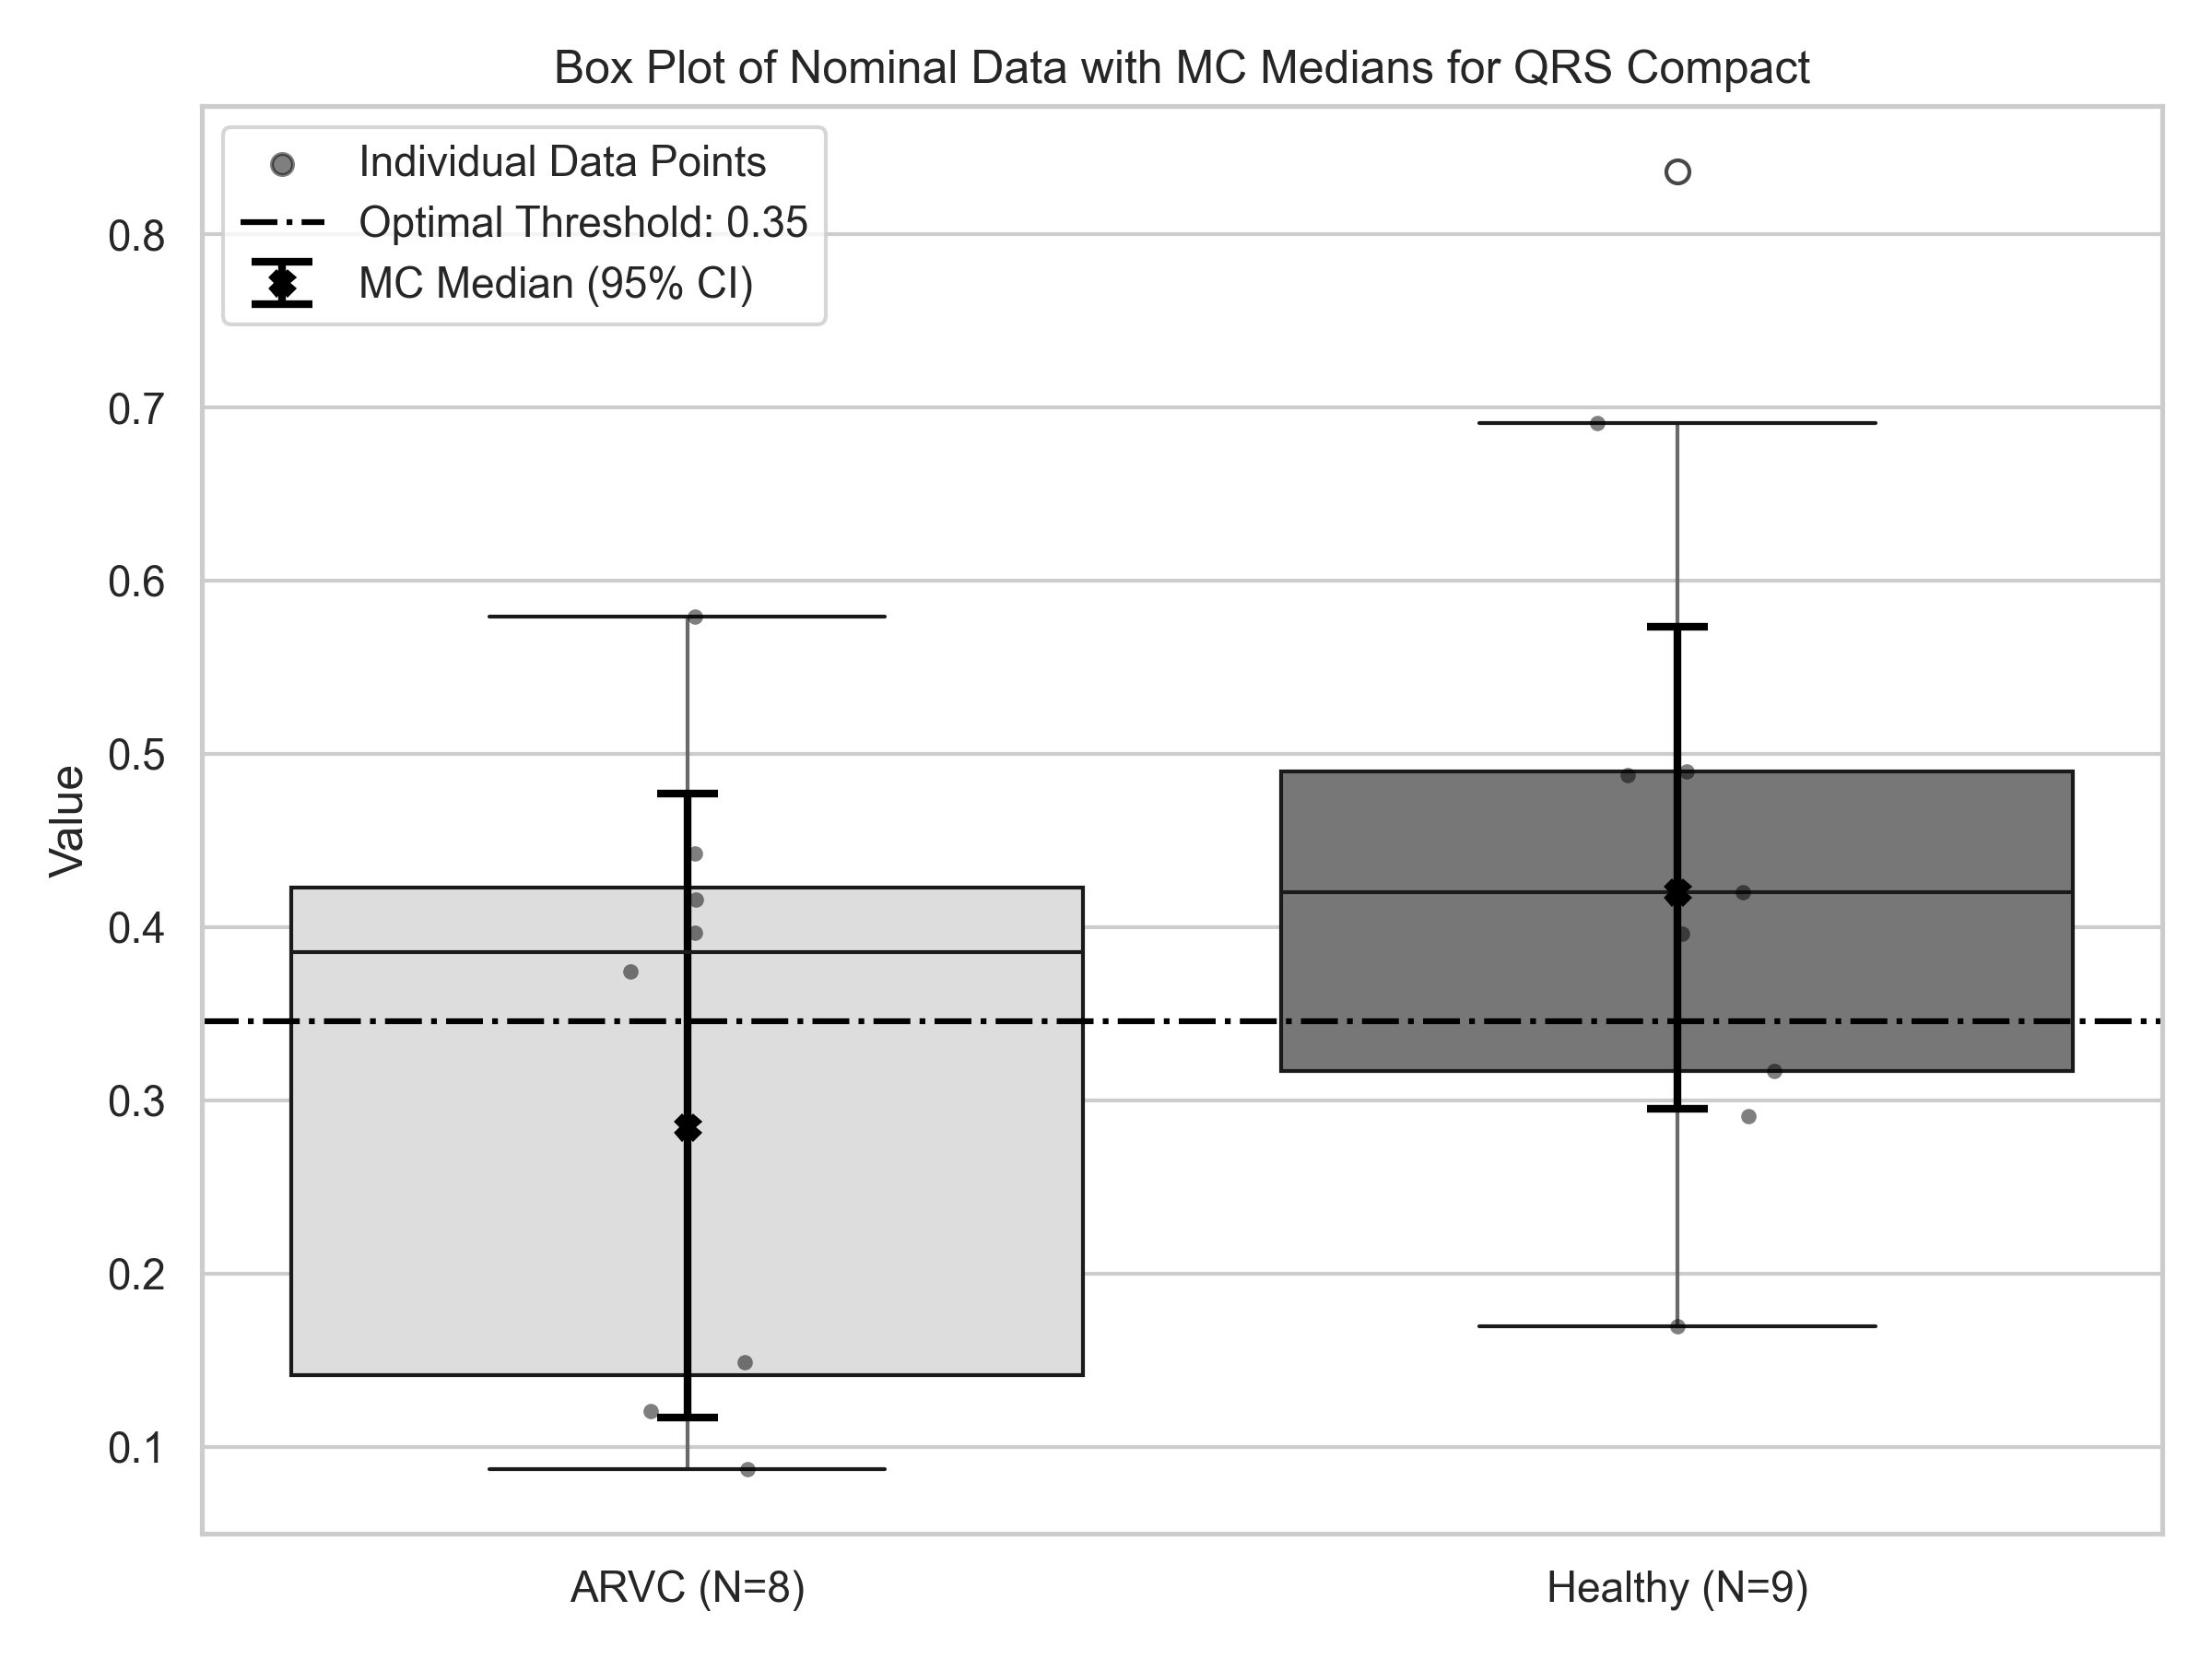 Box Plot of Nominal Data with MC Medians for QRS Compact
Individual Data Points
Optimal Threshold: 0.35
MC Median (95% CI)
0.8
0.7
0.6
0.5
0.4
0.3
0.2
0.1
Value
ARVC (N=8)
Healthy (N=9)